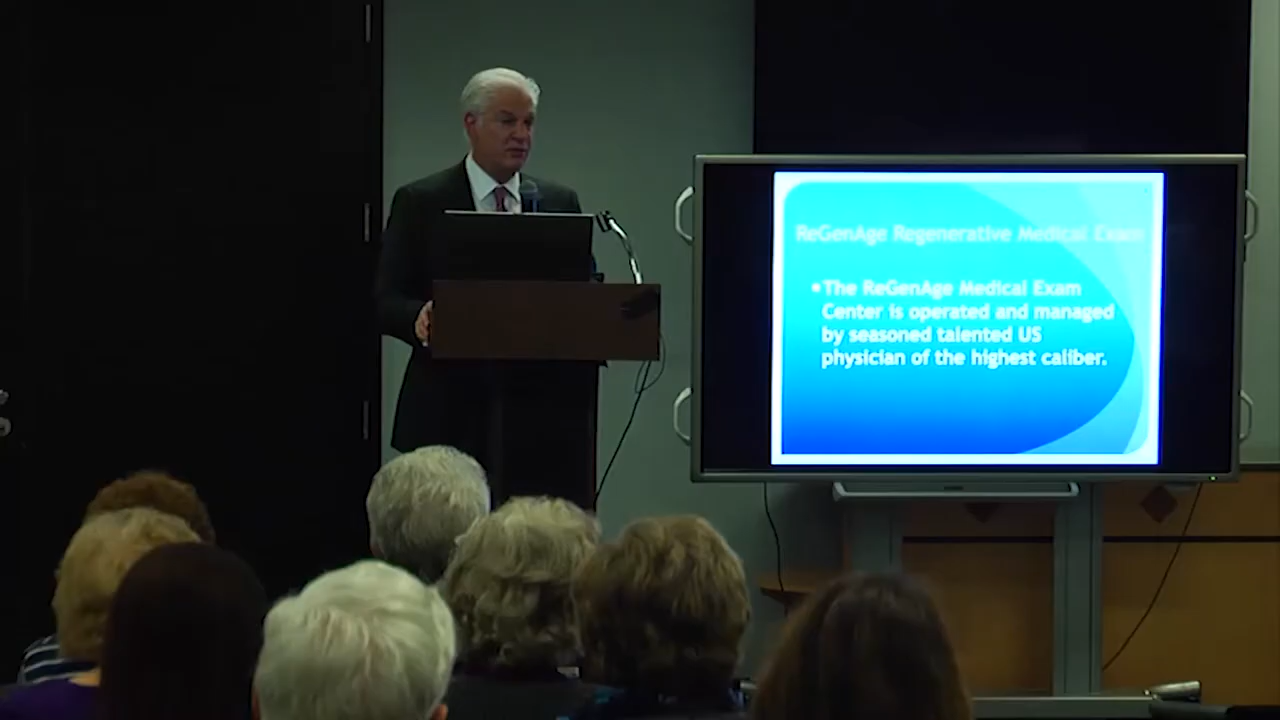 ReGenAge Regenerative Medical Exam
•The ReGenAge Medical Exam
Center is operated and managed
by seasoned talented US
physician of the highest caliber.